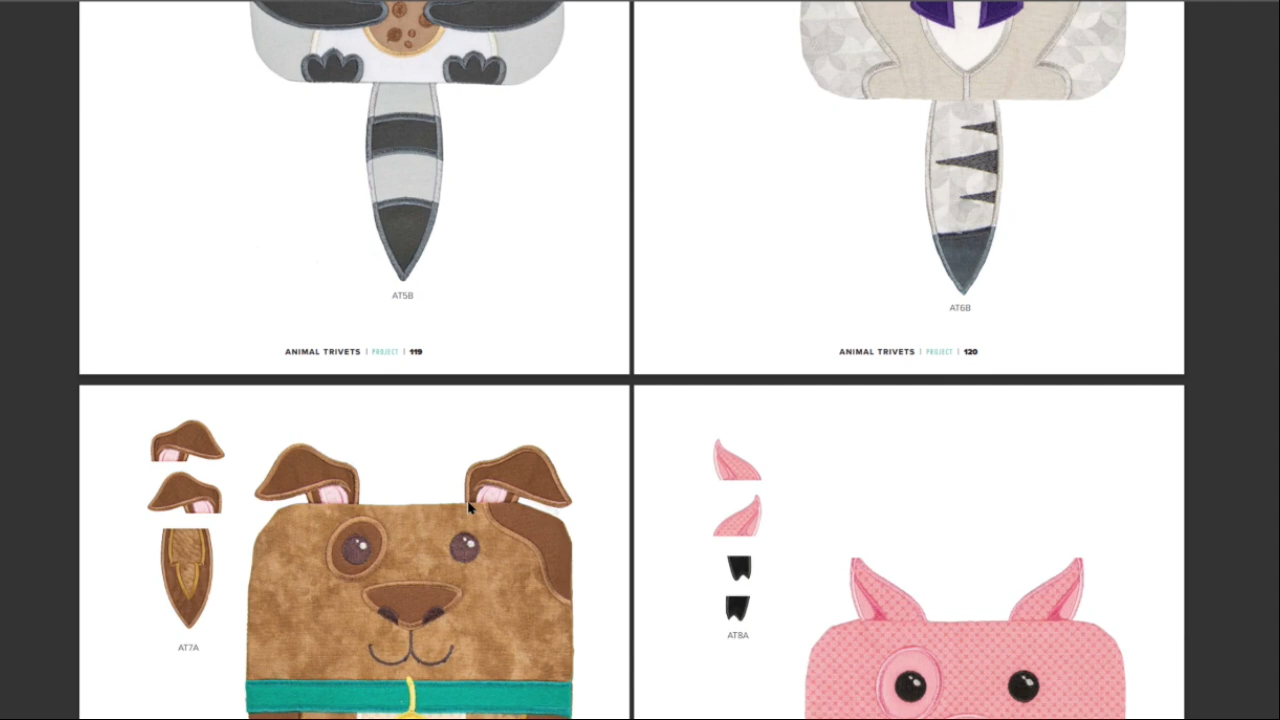 AT5B
AT6B
ANIMAL TRIVETS | PROJECT | 119
ANIMAL TRIVETS | PROJECT | 120
AT7A
AT8A